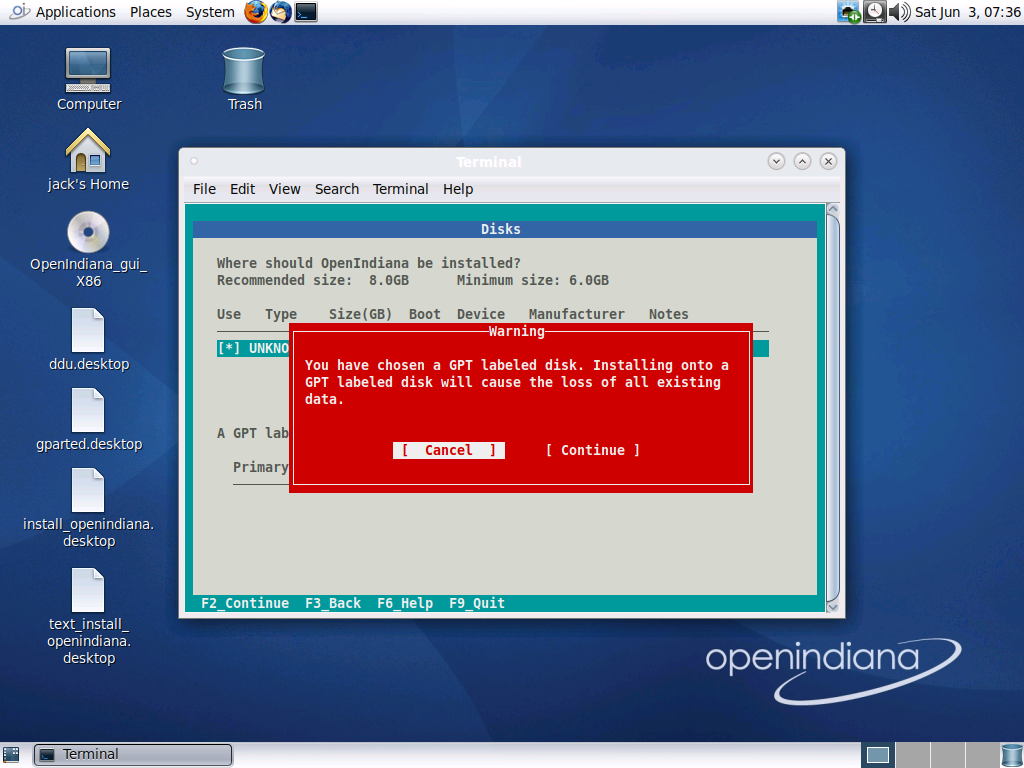 Applications Places System
Sat Jun 3, 07:36
Computer
Trash
jack's Home
OpenIndiana_gui_
X86
ddu.desktop
gparted.desktop
install_openindiana.
desktop
text_install_
openindiana.
desktop
Terminal
File Edit View Search Terminal Help
Disks
Where should OpenIndiana be installed?
Recommended size: 8.0GB Minimum size: 6.0GB
Use Type Size(GB) Boot Device Manufacturer Notes
[*] UNKNO
Warning
You have chosen a GPT labeled disk. Installing onto a
GPT labeled disk will cause the loss of all existing
data.
A GPT lab
[ Cancel ] [ Continue ]
Primary
F2_Continue F3_Back F6_Help F9_Quit
openindiana
Terminal